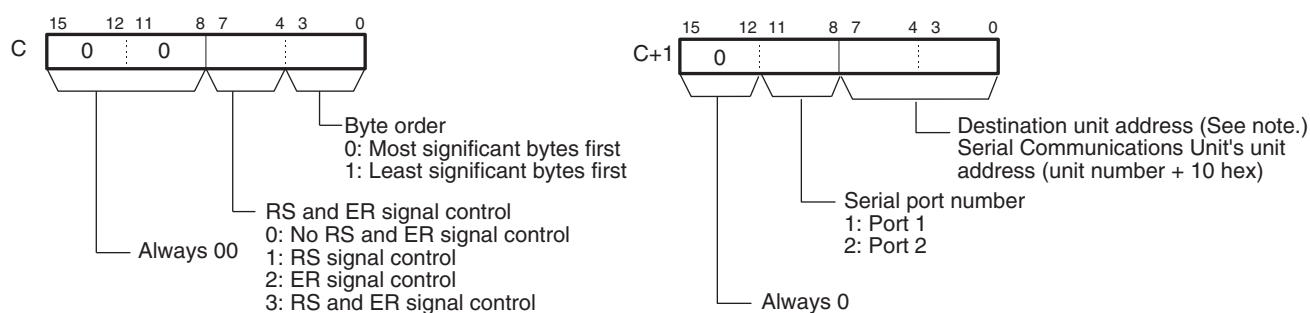 15 12 11 8 7 4 3 0
C 0 0
Byte order
0: Most significant bytes first
1: Least significant bytes first
RS and ER signal control
0: No RS and ER signal control
1: RS signal control
2: ER signal control
3: RS and ER signal control
Always 00
15 12 11 8 7 4 3 0
C+1 0
Destination unit address (See note.)
Serial Communications Unit's unit
address (unit number + 10 hex)
Serial port number
1: Port 1
2: Port 2
Always 0